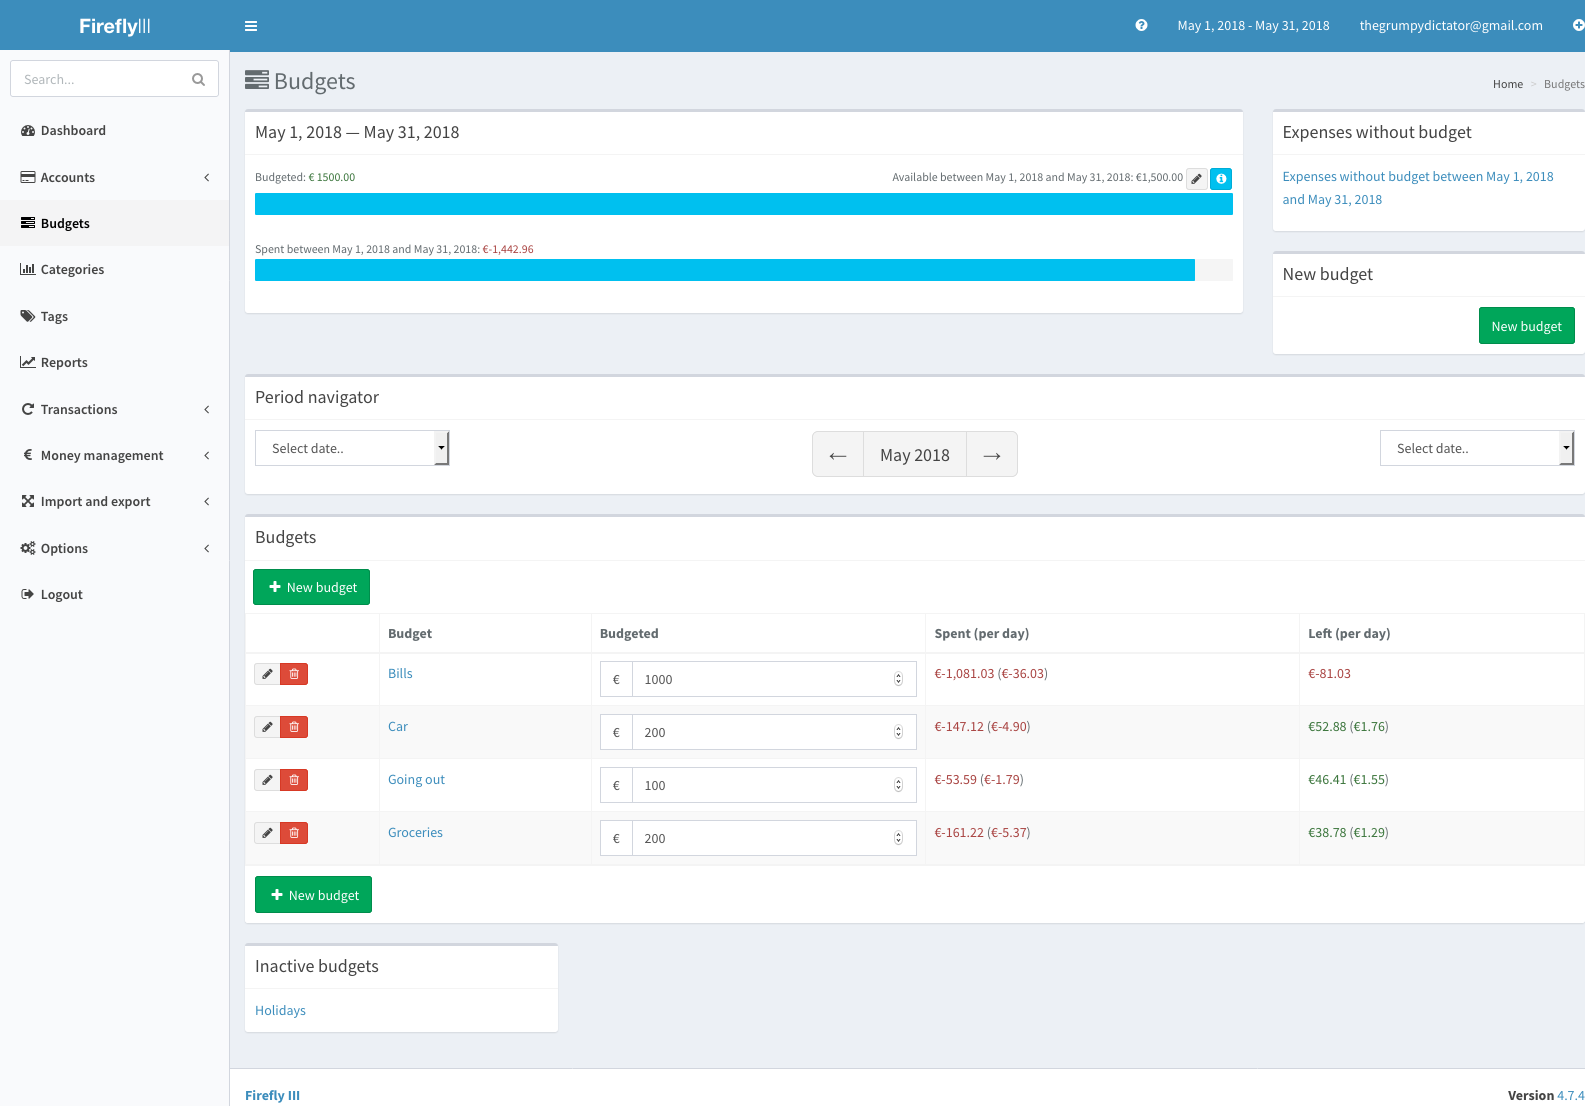 FireflyIII
May 1, 2018 - May 31, 2018
thegrumpydictator@gmail.com
Search...
Dashboard
Accounts
Budgets
Categories
Tags
Reports
Transactions
€ Money management
Import and export
Options
Logout
Budgets
Home > Budgets
May 1, 2018 — May 31, 2018
Budgeted: € 1500.00
Available between May 1, 2018 and May 31, 2018: €1,500.00
Spent between May 1, 2018 and May 31, 2018: €-1,442.96
Expenses without budget
Expenses without budget between May 1, 2018
and May 31, 2018
New budget
New budget
Period navigator
Select date..
← May 2018 →
Select date..
Budgets
New budget
Budget Budgeted Spent (per day) Left (per day)
Bills € 1000 €-1,081.03 (€-36.03) €-81.03
Car € 200 €-147.12 (€-4.90) €52.88 (€1.76)
Going out € 100 €-53.59 (€-1.79) €46.41 (€1.55)
Groceries € 200 €-161.22 (€-5.37) €38.78 (€1.29)
New budget
Inactive budgets
Holidays
Firefly III
Version 4.7.4